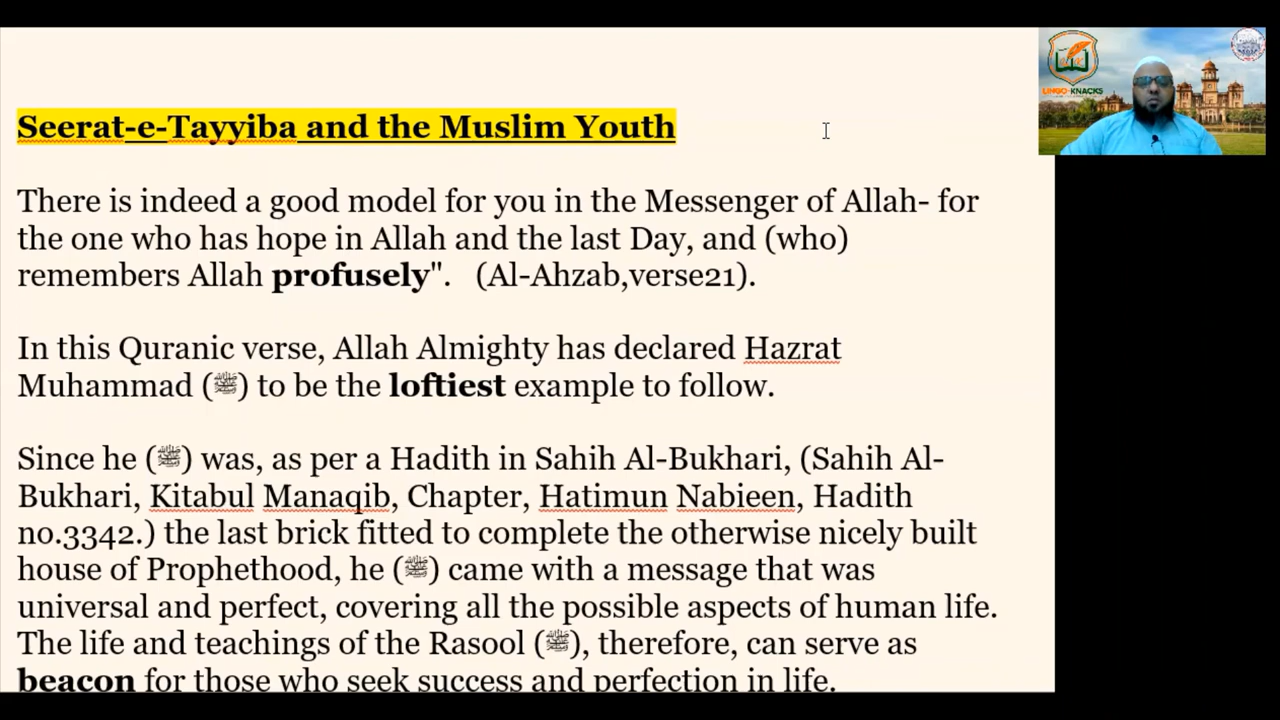 Seerat-e-Tayyiba and the Muslim Youth
There is indeed a good model for you in the Messenger of Allah- for
the one who has hope in Allah and the last Day, and (who)
remembers Allah profusely". (Al-Ahzab,verse21).
In this Quranic verse, Allah Almighty has declared Hazrat
Muhammad (ﷺ) to be the loftiest example to follow.
Since he (ﷺ) was, as per a Hadith in Sahih Al-Bukhari, (Sahih Al-
Bukhari, Kitabul Manaqib, Chapter, Hatimun Nabieen, Hadith
no.3342.) the last brick fitted to complete the otherwise nicely built
house of Prophethood, he (ﷺ) came with a message that was
universal and perfect, covering all the possible aspects of human life.
The life and teachings of the Rasool (ﷺ), therefore, can serve as
beacon for those who seek success and perfection in life.
LINGO-KNACKS